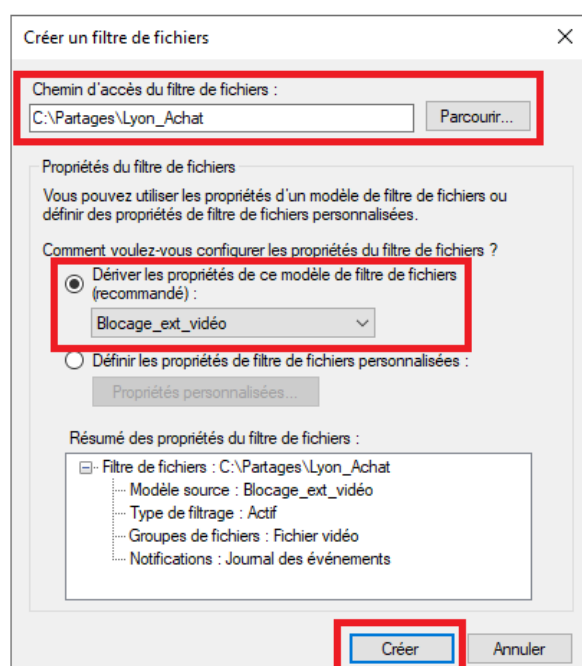 Créer un filtre de fichiers
Chemin d'accès du filtre de fichiers :
C:\Partages\Lyon_Achat
Parcourir...
Propriétés du filtre de fichiers
Vous pouvez utiliser les propriétés d'un modèle de filtre de fichiers ou
définir des propriétés de filtre de fichiers personnalisées.
Comment voulez-vous configurer les propriétés du filtre de fichiers ?
Dériver les propriétés de ce modèle de filtre de fichiers
(recommandé) :
Blocage_ext_vidéo
Définir les propriétés de filtre de fichiers personnalisées :
Propriétés personnalisées...
Résumé des propriétés du filtre de fichiers :
Filtre de fichiers : C:\Partages\Lyon_Achat
Modèle source : Blocage_ext_vidéo
Type de filtrage : Actif
Groupes de fichiers : Fichier vidéo
Notifications : Journal des événements
Créer
Annuler